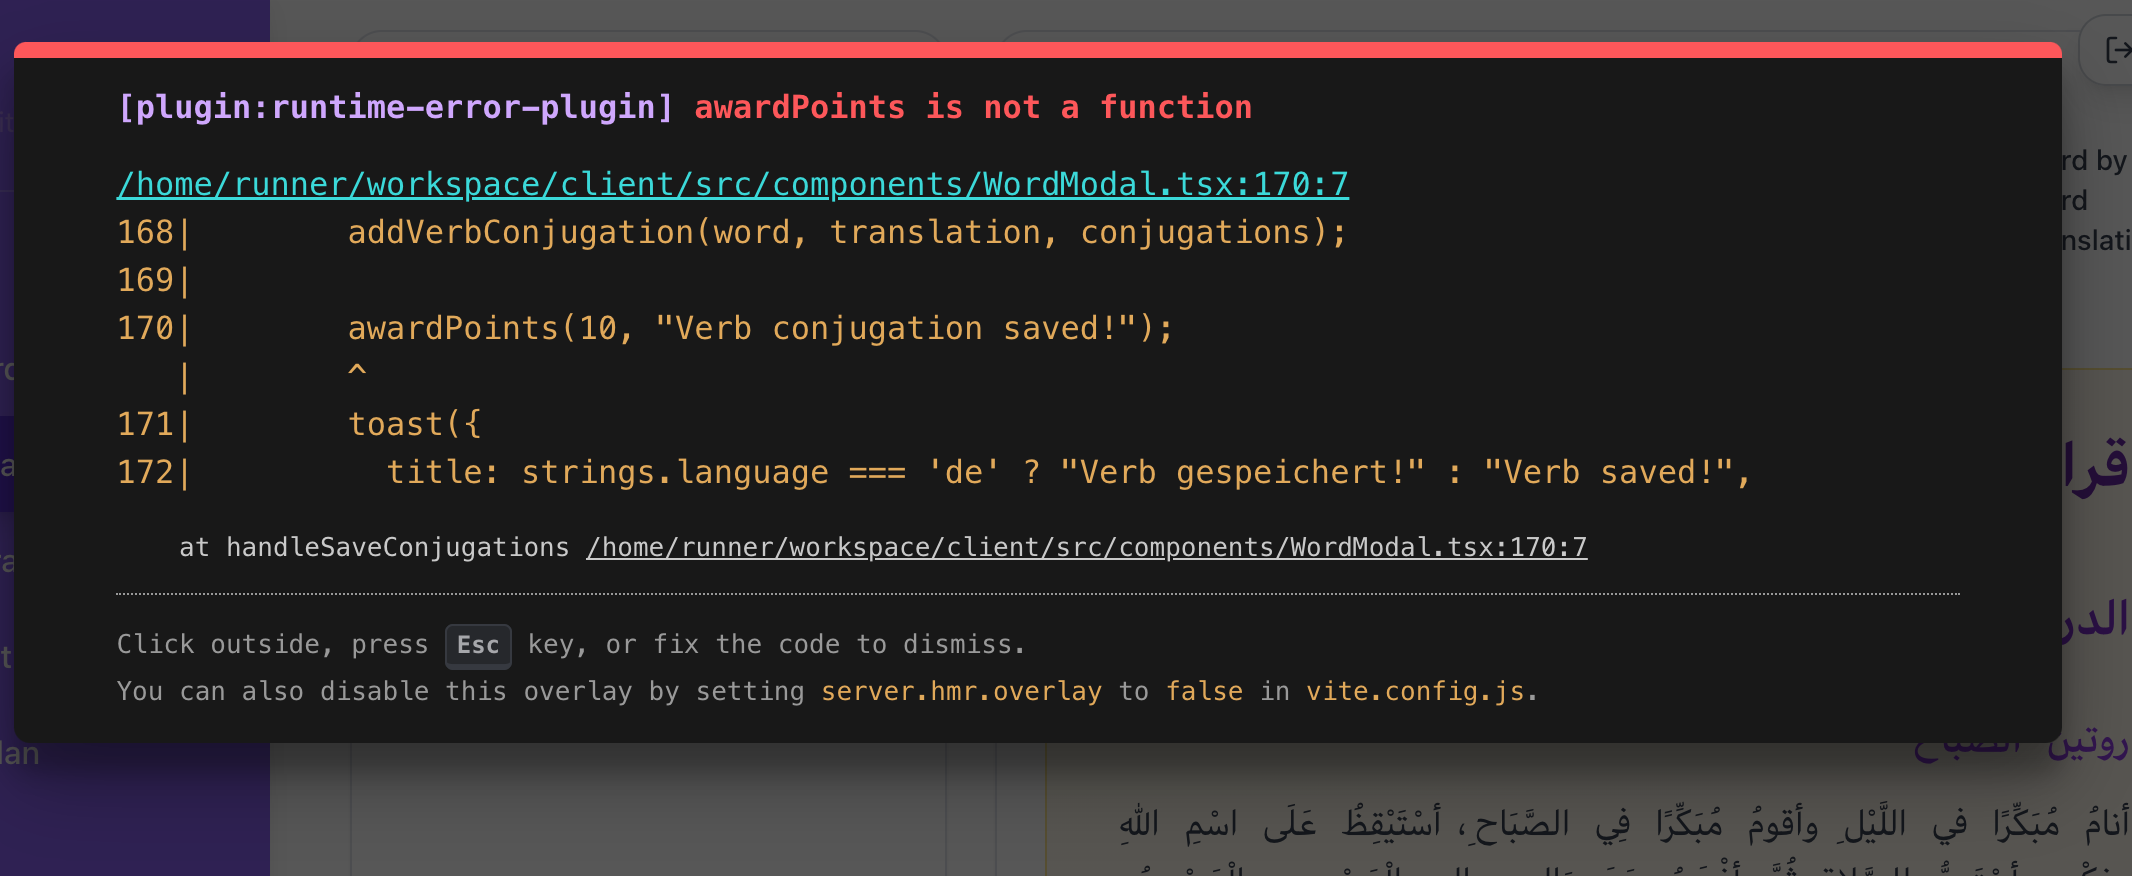 [plugin:runtime-error-plugin] awardPoints is not a function
/home/runner/workspace/client/src/components/WordModal.tsx:170:7
168|        addVerbConjugation(word, translation, conjugations);
169|
170|        awardPoints(10, "Verb conjugation saved!");
   |        ^
171|        toast({
172|          title: strings.language === 'de' ? "Verb gespeichert!" : "Verb saved!",
at handleSaveConjugations /home/runner/workspace/client/src/components/WordModal.tsx:170:7
Click outside, press Esc key, or fix the code to dismiss.
You can also disable this overlay by setting server.hmr.overlay to false in vite.config.js.
rd by
rd
nslati
قرا
الدر
lan
روتين الصباح
أنامُ مُبَكِّرًا في اللَّيْلِ وأقومُ مُبَكِّرًا فِي الصَّبَاحِ، أسْتَيْقِظُ عَلَى اسْمِ اللهِ